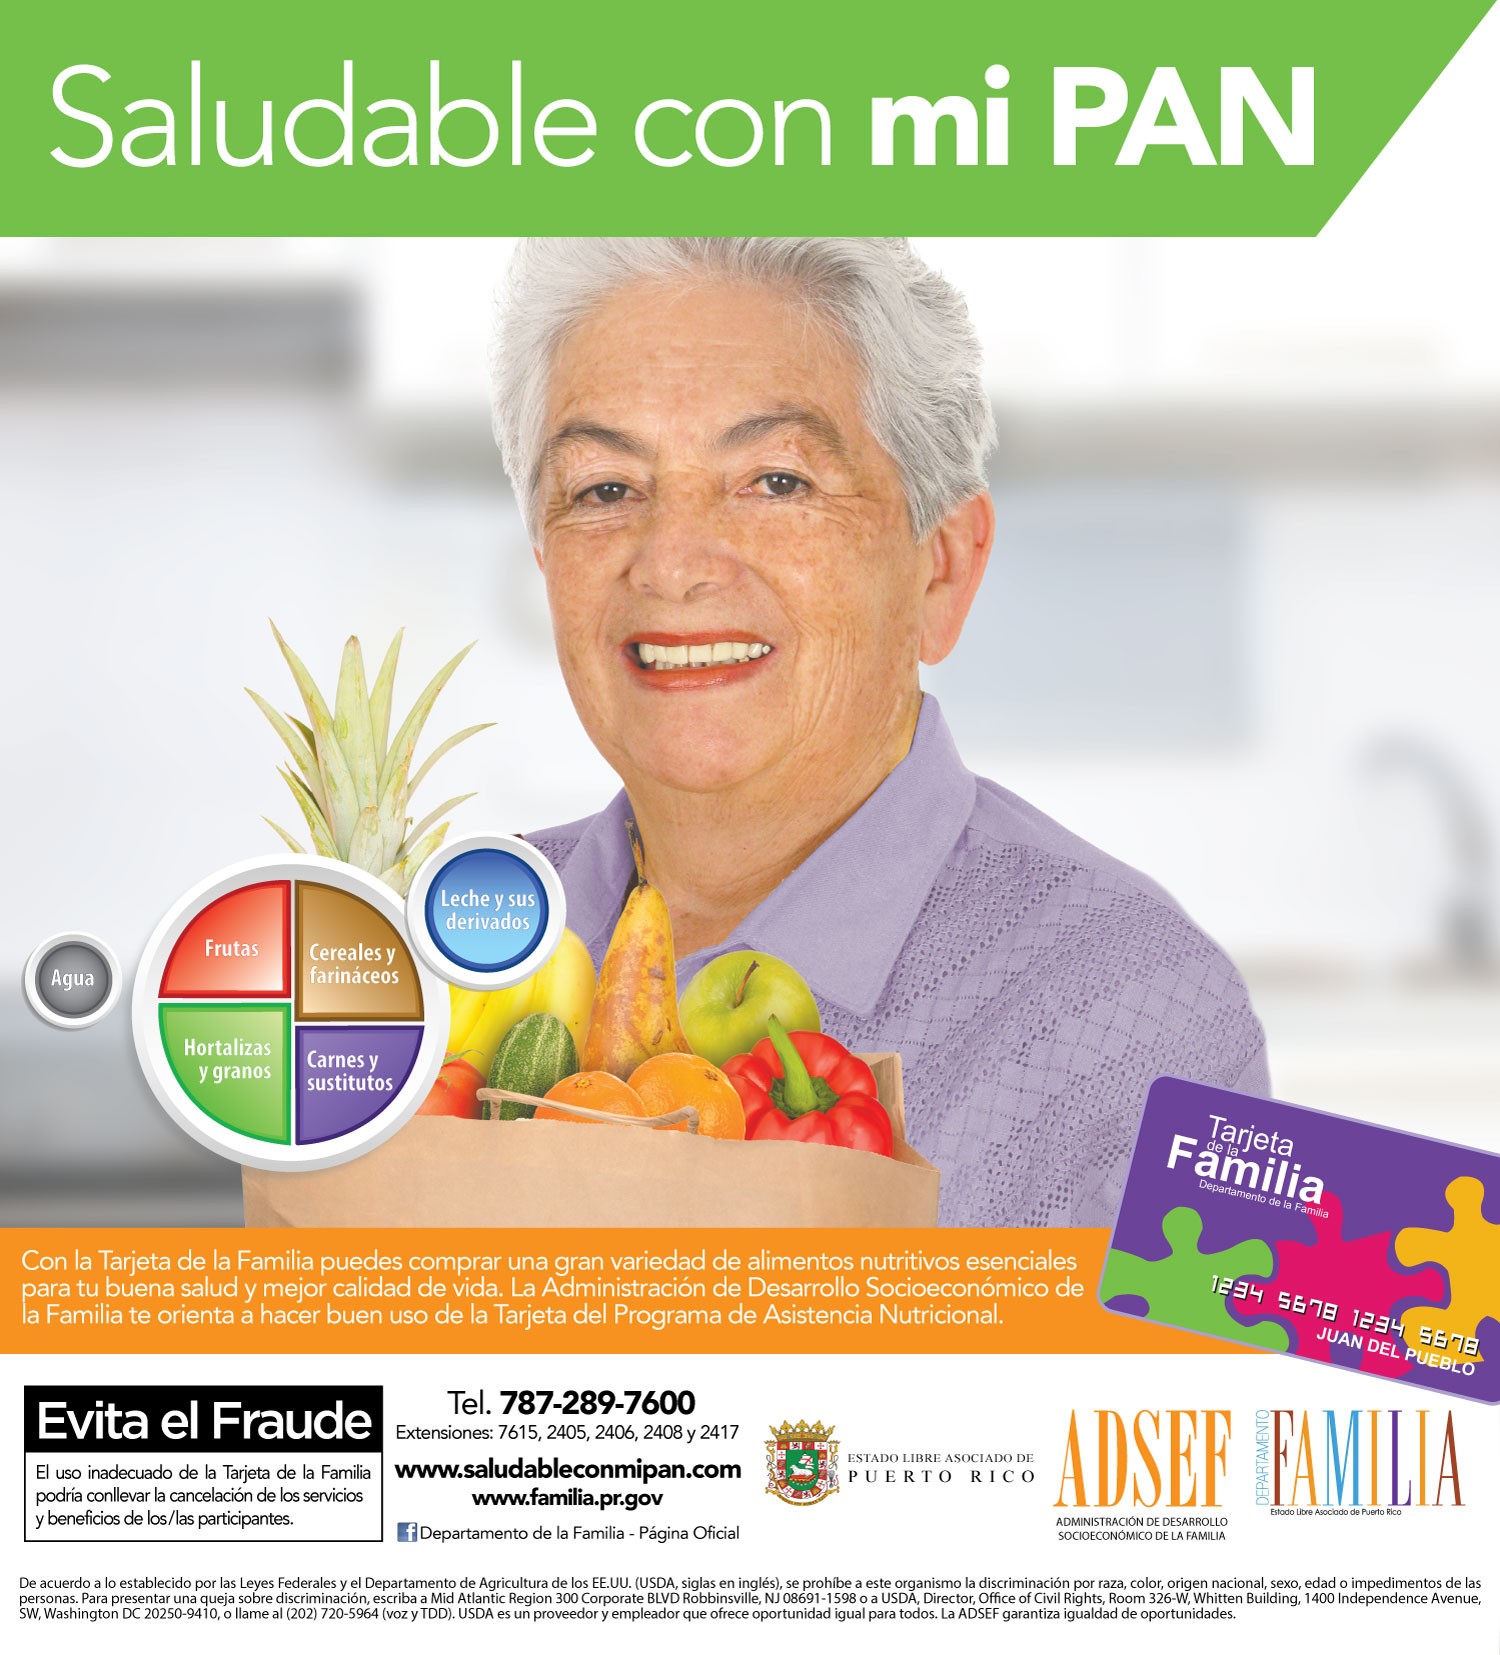 Saludable con mi PAN
Agua
Frutas
Cereales y
farináceos
Leche y sus
derivados
Hortalizas
y granos
Carnes y
sustitutos
Tarjeta
de la
Familia
Departamento de la Familia
1234 5678 1234 5678
JUAN DEL PUEBLO
Con la Tarjeta de la Familia puedes comprar una gran variedad de alimentos nutritivos esenciales
para tu buena salud y mejor calidad de vida. La Administración de Desarrollo Socioeconómico de
la Familia te orienta a hacer buen uso de la Tarjeta del Programa de Asistencia Nutricional.
Evita el Fraude
El uso inadecuado de la Tarjeta de la Familia
podría conllevar la cancelación de los servicios
y beneficios de los/las participantes.
Tel. 787-289-7600
Extensiones: 7615, 2405, 2406, 2408 y 2417
www.saludableconmipan.com
www.familia.pr.gov
f Departamento de la Familia - Página Oficial
ESTADO LIBRE ASOCIADO DE
PUERTO RICO
ADSEF
ADMINISTRACIÓN DE DESARROLLO
SOCIOECONÓMICO DE LA FAMILIA
DEPARTAMENTO
FAMILIA
Estado Libre Asociado de Puerto Rico
De acuerdo a lo establecido por las Leyes Federales y el Departamento de Agricultura de los EE.UU. (USDA, siglas en inglés), se prohíbe a este organismo la discriminación por raza, color, origen nacional, sexo, edad o impedimentos de las
personas. Para presentar una queja sobre discriminación, escriba a Mid Atlantic Region 300 Corporate BLVD Robbinsville, NJ 08691-1598 o a USDA, Director, Office of Civil Rights, Room 326-W, Whitten Building, 1400 Independence Avenue,
SW, Washington DC 20250-9410, o llame al (202) 720-5964 (voz y TDD). USDA es un proveedor y empleador que ofrece oportunidad igual para todos. La ADSEF garantiza igualdad de oportunidades.